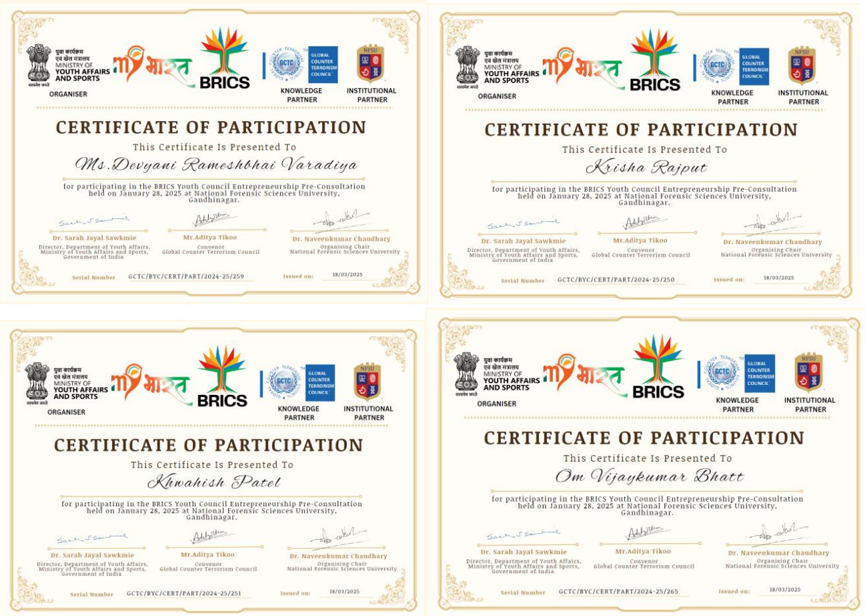 युवा कार्यक्रम
एवं खेल मंत्रालय
MINISTRY OF
YOUTH AFFAIRS
AND SPORTS
ORGANISER
भारत
BRICS
GCTC
GLOBAL
COUNTER
TERRORISM
COUNCIL
KNOWLEDGE
PARTNER
NFSU
INSTITUTIONAL
PARTNER
CERTIFICATE OF PARTICIPATION
This Certificate Is Presented To
Ms.Devyani Rameshbhai Varadiya
for participating in the BRICS Youth Council Entrepreneurship Pre-Consultation
held on January 28, 2025 at National Forensic Sciences University,
Gandhinagar.
Dr. Sarah Jayal Sawkmie
Director, Department of Youth Affairs,
Ministry of Youth Affairs and Sports,
Government of India
Mr.Aditya Tikoo
Convenor
Global Counter Terrorism Council
Dr. Naveenkumar Chaudhary
Organising Chair
National Forensic Sciences University
Serial Number GCTC/BYC/CERT/PART/2024-25/259 Issued on: 18/03/2025
युवा कार्यक्रम
एवं खेल मंत्रालय
MINISTRY OF
YOUTH AFFAIRS
AND SPORTS
ORGANISER
भारत
BRICS
GCTC
GLOBAL
COUNTER
TERRORISM
COUNCIL
KNOWLEDGE
PARTNER
NFSU
INSTITUTIONAL
PARTNER
CERTIFICATE OF PARTICIPATION
This Certificate Is Presented To
Krisha Rajput
for participating in the BRICS Youth Council Entrepreneurship Pre-Consultation
held on January 28, 2025 at National Forensic Sciences University,
Gandhinagar.
Dr. Sarah Jayal Sawkmie
Director, Department of Youth Affairs,
Ministry of Youth Affairs and Sports,
Government of India
Mr.Aditya Tikoo
Convenor
Global Counter Terrorism Council
Dr. Naveenkumar Chaudhary
Organising Chair
National Forensic Sciences University
Serial Number GCTC/BYC/CERT/PART/2024-25/250 Issued on: 18/03/2025
युवा कार्यक्रम
एवं खेल मंत्रालय
MINISTRY OF
YOUTH AFFAIRS
AND SPORTS
ORGANISER
भारत
BRICS
GCTC
GLOBAL
COUNTER
TERRORISM
COUNCIL
KNOWLEDGE
PARTNER
NFSU
INSTITUTIONAL
PARTNER
CERTIFICATE OF PARTICIPATION
This Certificate Is Presented To
Khwahish Patel
for participating in the BRICS Youth Council Entrepreneurship Pre-Consultation
held on January 28, 2025 at National Forensic Sciences University,
Gandhinagar.
Dr. Sarah Jayal Sawkmie
Director, Department of Youth Affairs,
Ministry of Youth Affairs and Sports,
Government of India
Mr.Aditya Tikoo
Convenor
Global Counter Terrorism Council
Dr. Naveenkumar Chaudhary
Organising Chair
National Forensic Sciences University
Serial Number GCTC/BYC/CERT/PART/2024-25/251 Issued on: 18/03/2025
युवा कार्यक्रम
एवं खेल मंत्रालय
MINISTRY OF
YOUTH AFFAIRS
AND SPORTS
ORGANISER
भारत
BRICS
GCTC
GLOBAL
COUNTER
TERRORISM
COUNCIL
KNOWLEDGE
PARTNER
NFSU
INSTITUTIONAL
PARTNER
CERTIFICATE OF PARTICIPATION
This Certificate Is Presented To
Om Vijaykumar Bhatt
for participating in the BRICS Youth Council Entrepreneurship Pre-Consultation
held on January 28, 2025 at National Forensic Sciences University,
Gandhinagar.
Dr. Sarah Jayal Sawkmie
Director, Department of Youth Affairs,
Ministry of Youth Affairs and Sports,
Government of India
Mr.Aditya Tikoo
Convenor
Global Counter Terrorism Council
Dr. Naveenkumar Chaudhary
Organising Chair
National Forensic Sciences University
Serial Number GCTC/BYC/CERT/PART/2024-25/265 Issued on: 18/03/2025